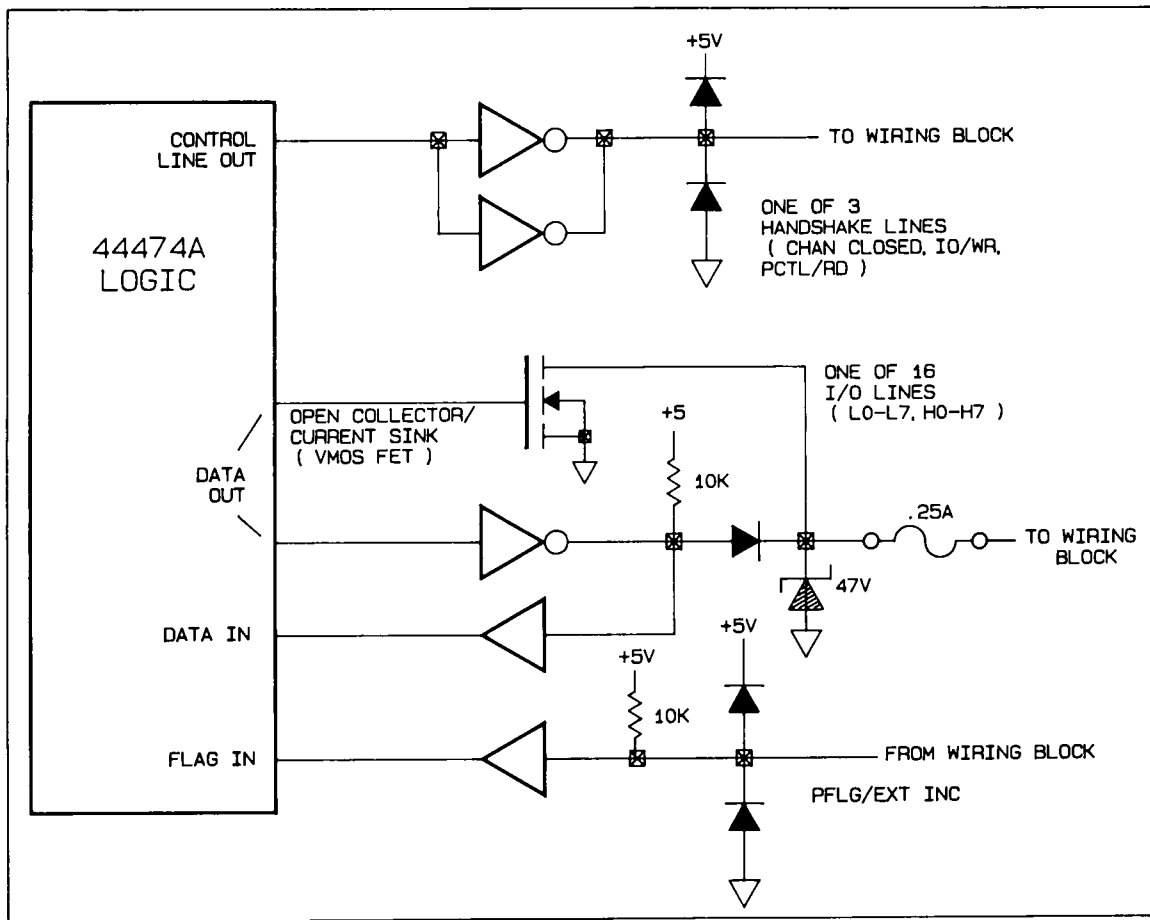 +5V
CONTROL
LINE OUT
TO WIRING BLOCK
44474A
LOGIC
ONE OF 3
HANDSHAKE LINES
( CHAN CLOSED, IO/WR,
PCTL/RD )
ONE OF 16
I/O LINES
( L0-L7, H0-H7 )
OPEN COLLECTOR/
CURRENT SINK
( VMOS FET )
+5
10K
DATA
OUT
.25A
TO WIRING
BLOCK
47V
DATA IN
+5V
+5V
10K
FLAG IN
FROM WIRING BLOCK
PFLG/EXT INC